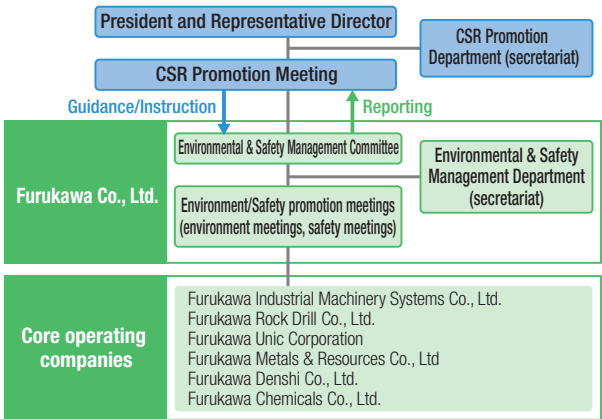 President and Representative Director
CSR Promotion
Department (secretariat)
CSR Promotion Meeting
Guidance/Instruction
Reporting
Furukawa Co., Ltd.
Environmental & Safety Management Committee
Environmental & Safety
Management Department
(secretariat)
Environment/Safety promotion meetings
(environment meetings, safety meetings)
Core operating
companies
Furukawa Industrial Machinery Systems Co., Ltd.
Furukawa Rock Drill Co., Ltd.
Furukawa Unic Corporation
Furukawa Metals & Resources Co., Ltd
Furukawa Denshi Co., Ltd.
Furukawa Chemicals Co., Ltd.